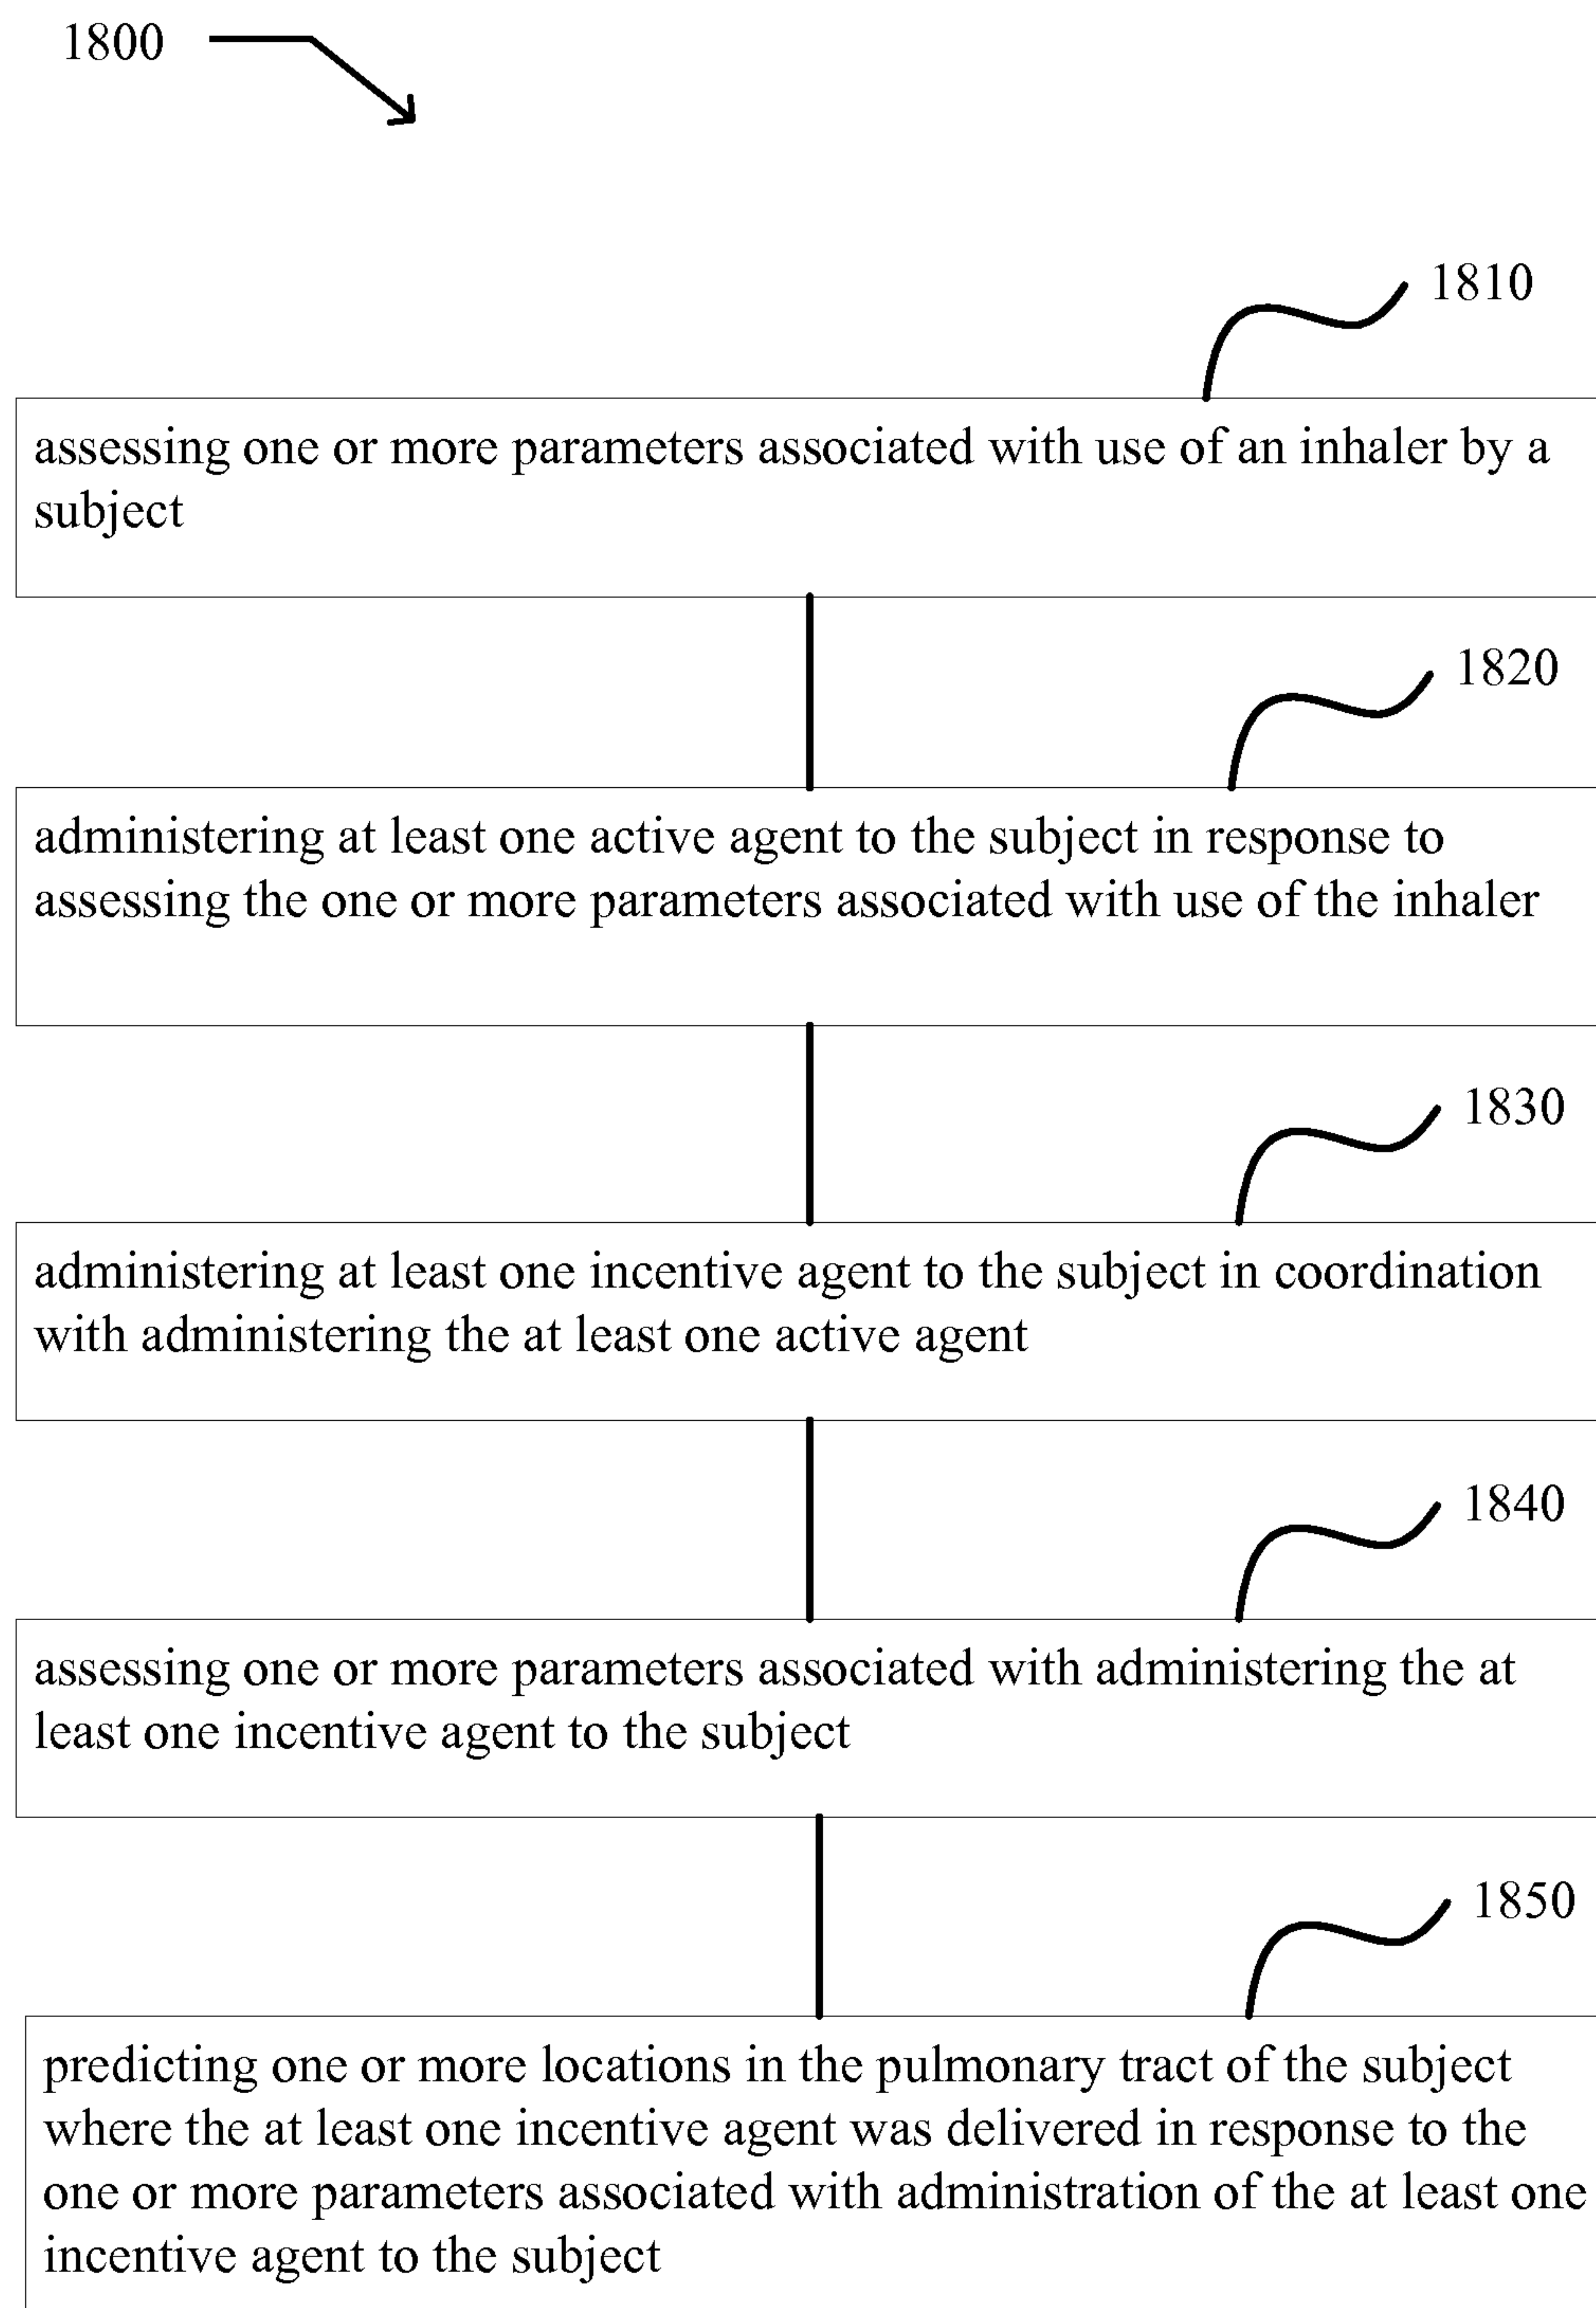 1800
1810
assessing one or more parameters associated with use of an inhaler by a
subject
1820
administering at least one active agent to the subject in response to
assessing the one or more parameters associated with use of the inhaler
1830
administering at least one incentive agent to the subject in coordination
with administering the at least one active agent
1840
assessing one or more parameters associated with administering the at
least one incentive agent to the subject
1850
predicting one or more locations in the pulmonary tract of the subject
where the at least one incentive agent was delivered in response to the
one or more parameters associated with administration of the at least one
incentive agent to the subject